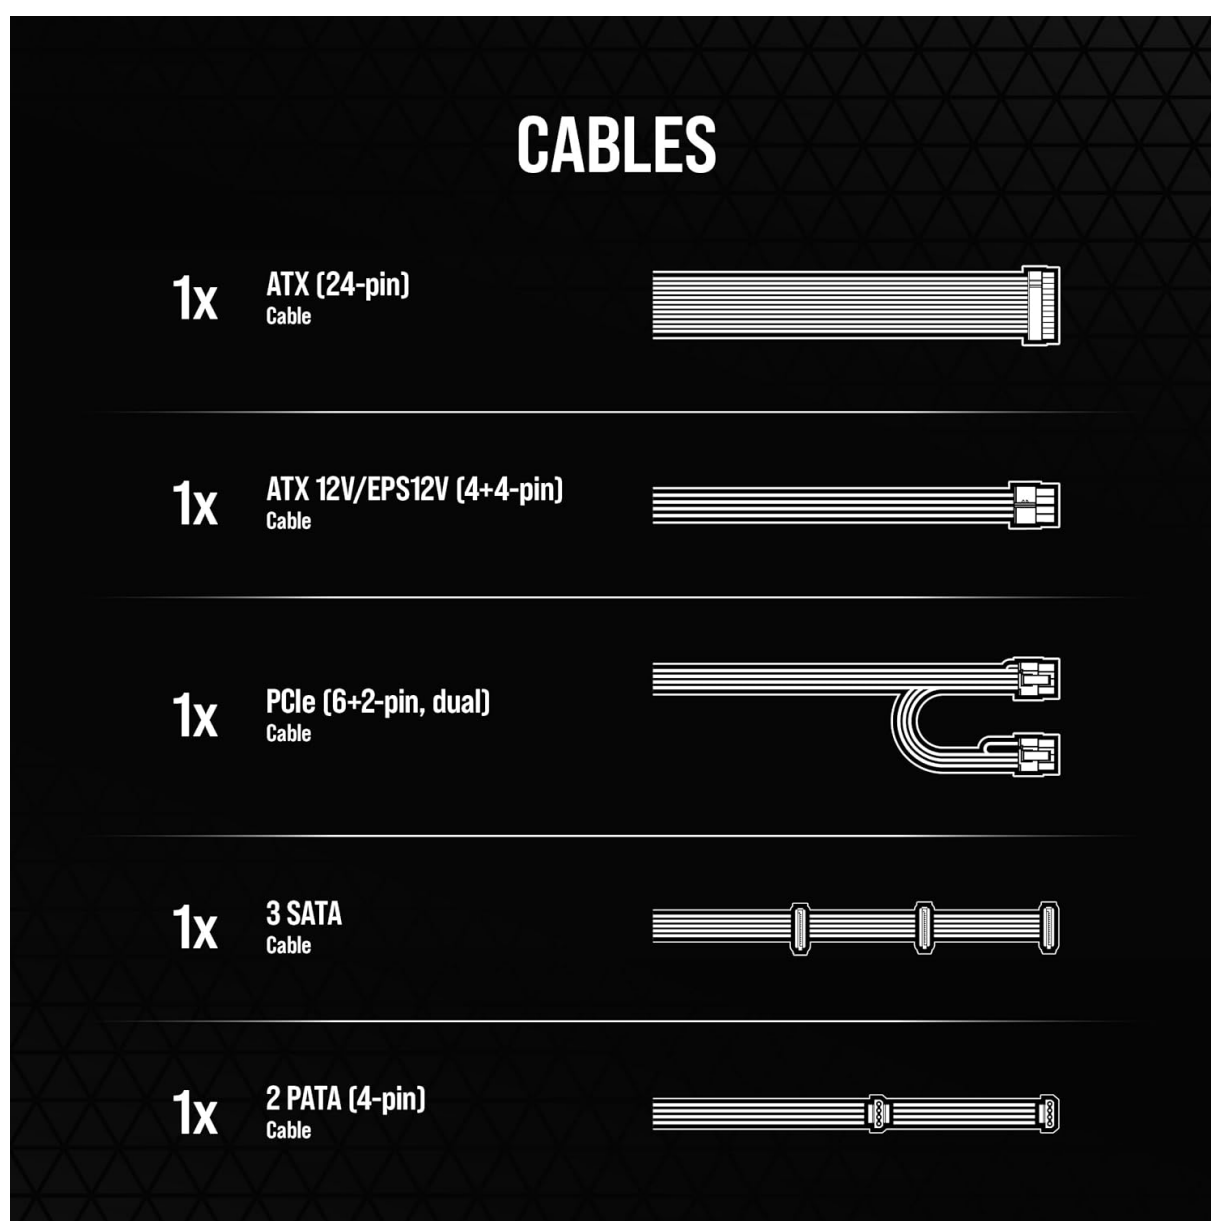 CABLES
1x
ATX (24-pin)
Cable
1x
ATX 12V/EPS12V (4+4-pin)
Cable
1x
PCIe (6+2-pin, dual)
Cable
1x
3 SATA
Cable
1x
2 PATA (4-pin)
Cable